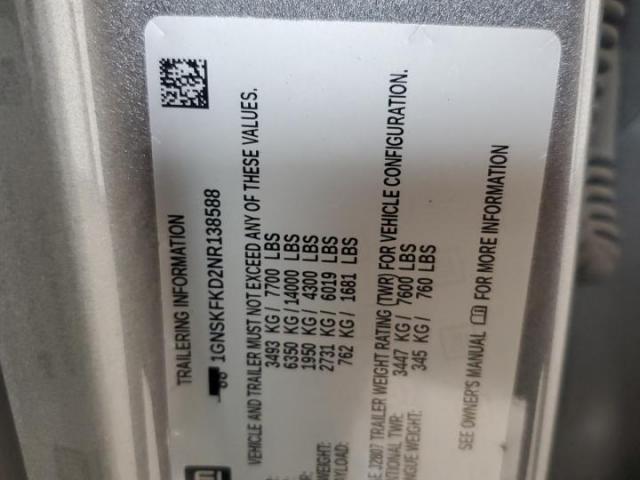 TRAILERING INFORMATION
1GNSKFKD2NR138588
VEHICLE AND TRAILER MUST NOT EXCEED ANY OF THESE VALUES.
3493 KG / 7700 LBS
6350 KG / 14000 LBS
1950 KG / 4300 LBS
WEIGHT: 2731 KG / 6019 LBS
AYLOAD: 762 KG / 1681 LBS
E J2807 TRAILER WEIGHT RATING (TWR) FOR VEHICLE CONFIGURATION.
NTIONAL TWR: 3447 KG / 7600 LBS
NGUE WEIGHT: 345 KG / 760 LBS
SEE OWNER'S MANUAL FOR MORE INFORMATION